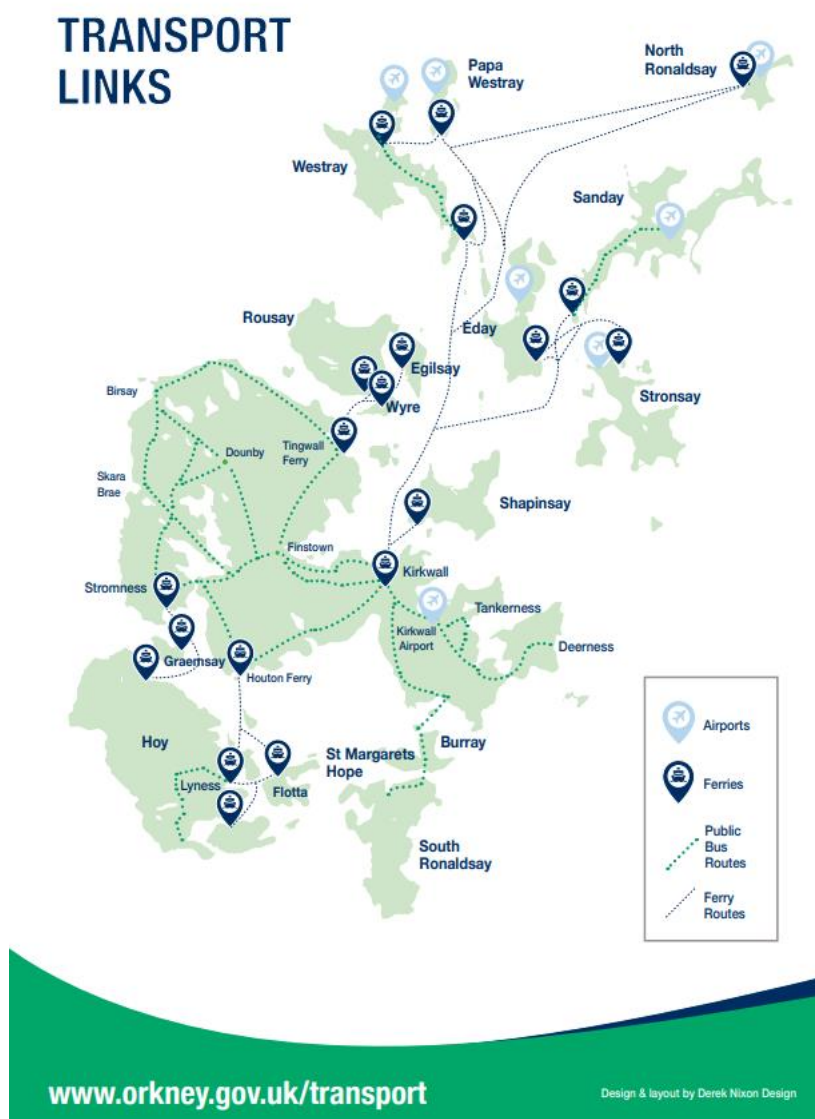 TRANSPORT
LINKS
Papa
Westray
North
Ronaldsay
Westray
Sanday
Rousay
Eday
Egilsay
Wyre
Stronsay
Birsay
Dounby
Tingwall
Ferry
Skara
Brae
Shapinsay
Finstown
Kirkwall
Stromness
Tankerness
Kirkwall
Airport
Deerness
Graemsay
Houton Ferry
Hoy
St Margarets
Hope
Burray
Lyness
Flotta
South
Ronaldsay
Airports
Ferries
Public
Bus
Routes
Ferry
Routes
www.orkney.gov.uk/transport
Design & layout by Derek Nixon Design